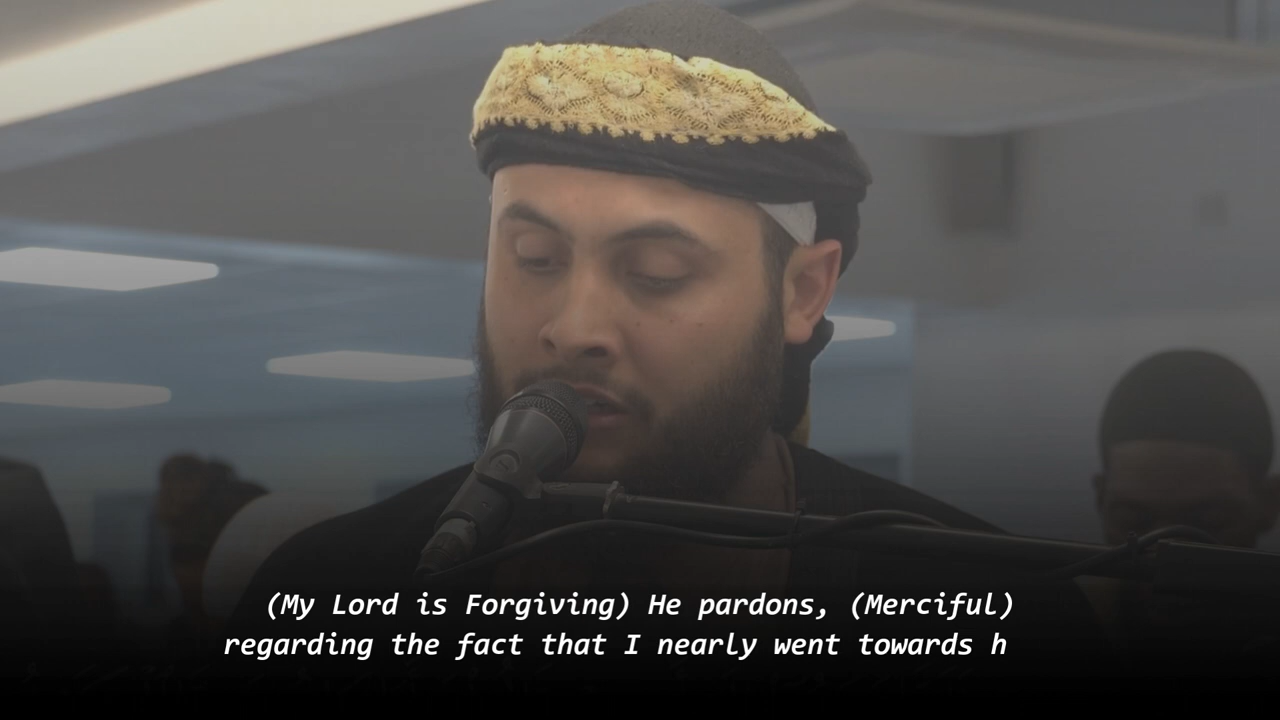 (My Lord is Forgiving) He pardons, (Merciful)
regarding the fact that I nearly went towards h